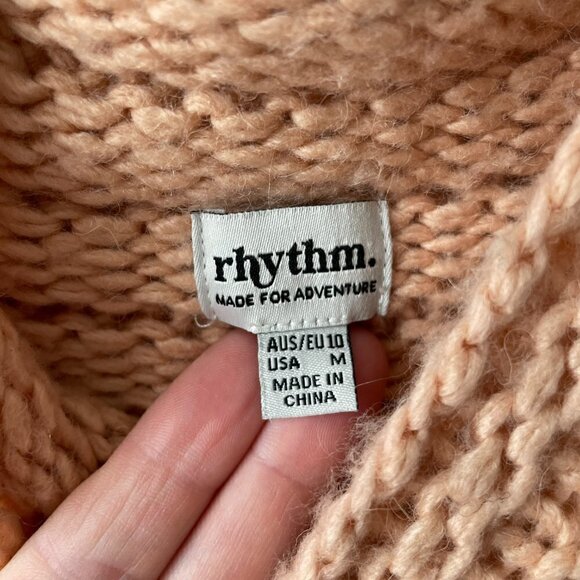 rhythm.
MADE FOR ADVENTURE
AUS/EU 10
USA M
MADE IN
CHINA